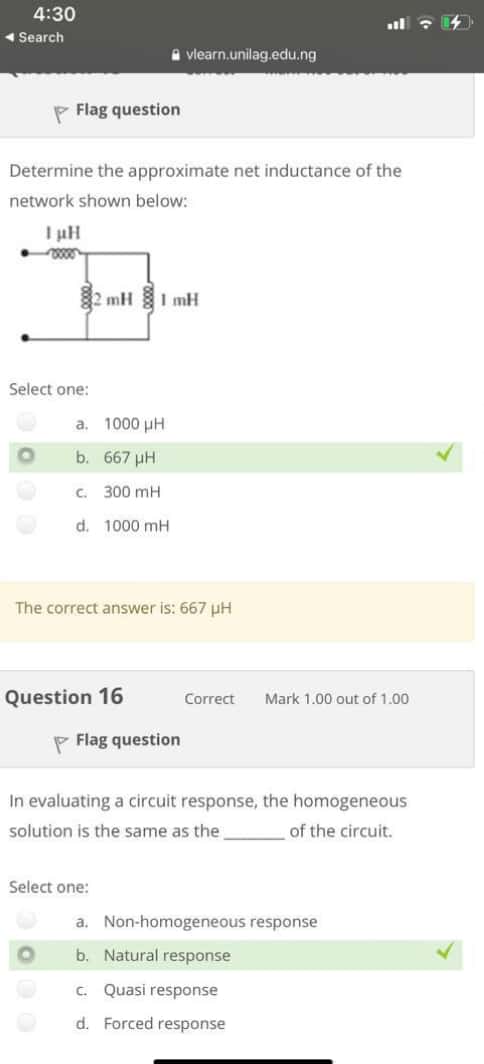 4:30
◂ Search
vlearn.unilag.edu.ng
Flag question
Determine the approximate net inductance of the
network shown below:
1 μH
2 mH 1 mH
Select one:
a. 1000 μH
b. 667 μH
c. 300 mH
d. 1000 mH
The correct answer is: 667 μH
Question 16 Correct Mark 1.00 out of 1.00
Flag question
In evaluating a circuit response, the homogeneous
solution is the same as the _______ of the circuit.
Select one:
a. Non-homogeneous response
b. Natural response
c. Quasi response
d. Forced response